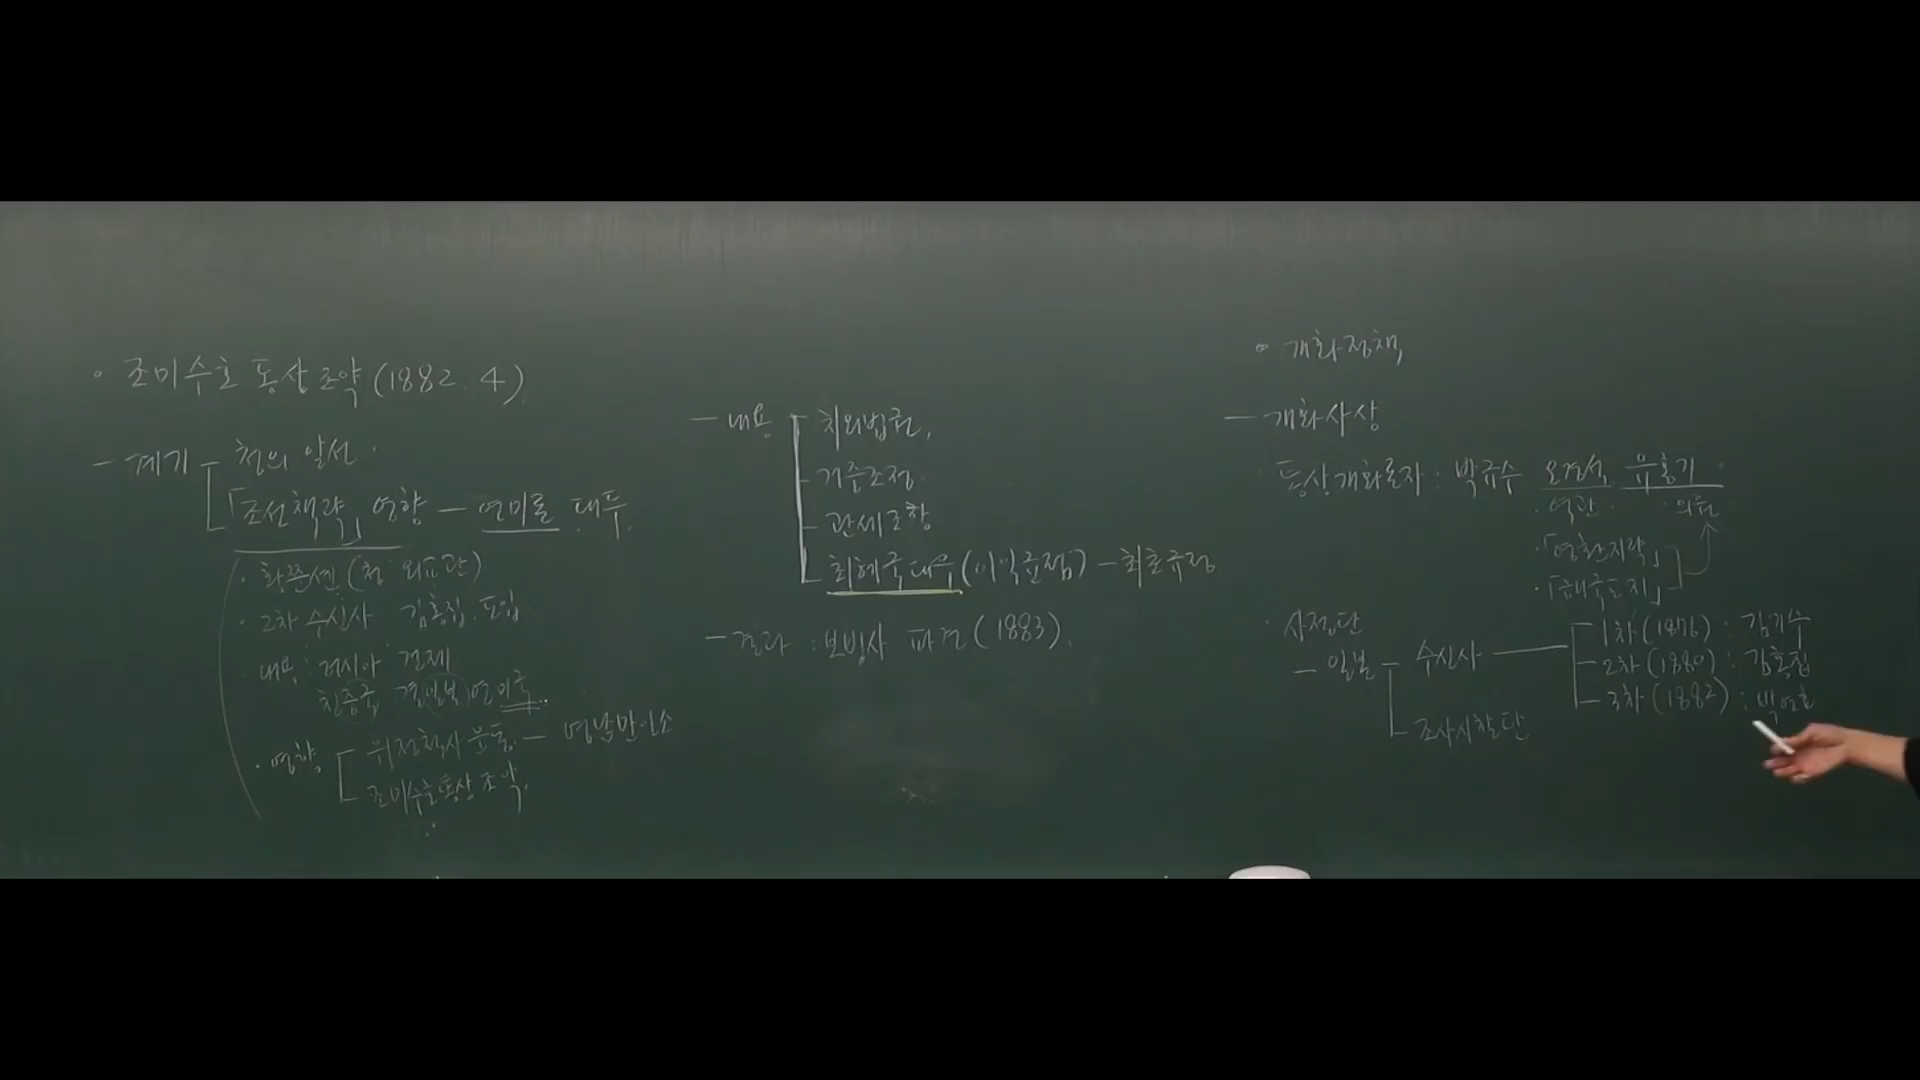 ◦ 조미수호 통상조약(1882. 4)
- 계기 - 청의 알선.
「조선책략」 영향 - 연미론 대두.
· 황쭌셴(청 외교관)
· 2차 수신사 김홍집 도입.
· 내용 : 러시아 견제
친중국 결일본 연미국..
· 영향 위정척사 운동. - 영남만인소
조미수호통상조약.
- 내용 치외법권,
거중조정.
관세조항
최혜국대우(이익균점) - 최초규정
- 결과 : 보빙사 파견(1883).
◦ 개화정책,
- 개화사상
· 통상개화론자 : 박규수 오경석 유홍기
· 역관 · 의관
· 「영환지략」
· 「해국도지」
· 사절단
- 일본 - 수신사 - 1차(1876) : 김기수
2차(1880) : 김홍집
3차(1882) : 박영효
조사시찰단